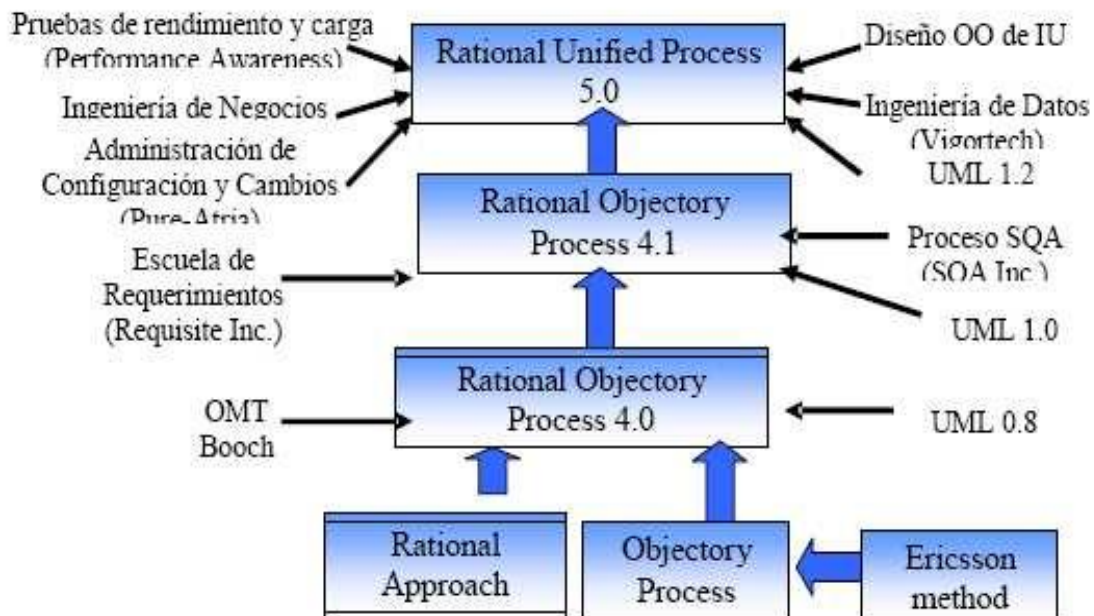 Pruebas de rendimiento y carga
(Performance Awareness)
Ingeniería de Negocios
Administración de
Configuración y Cambios
(Pure-Atria)
Rational Unified Process
5.0
Diseño OO de IU
Ingeniería de Datos
(Vigortech)
UML 1.2
Escuela de
Requerimientos
(Requisite Inc.)
Rational Objectory
Process 4.1
Proceso SQA
(SQA Inc.)
UML 1.0
OMT
Booch
Rational Objectory
Process 4.0
UML 0.8
Rational
Approach
Objectory
Process
Ericsson
method